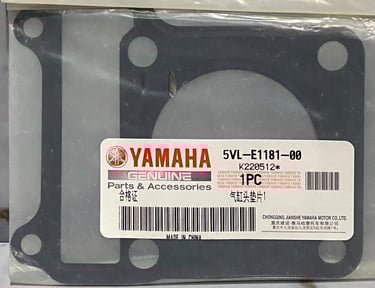 YAMAHA
GENUINE
Parts & Accessories
合格证
5VL-E1181-00
K220512*
1PC
气缸头垫片1
CHONGQING JIANSHE YAMAHA MOTOR CO.,LTD.
MADE IN CHINA